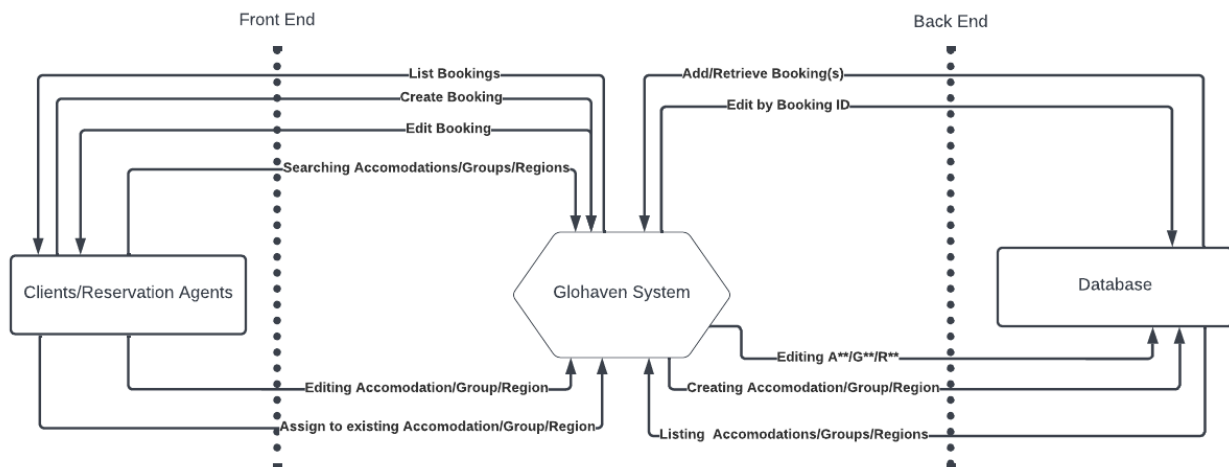 Front End
Back End
List Bookings
Add/Retrieve Booking(s)
Create Booking
Edit by Booking ID
Edit Booking
Searching Accomodations/Groups/Regions
Clients/Reservation Agents
Glohaven System
Database
Editing A**/G**/R**
Editing Accomodation/Group/Region
Creating Accomodation/Group/Region
Assign to existing Accomodation/Group/Region
Listing Accomodations/Groups/Regions